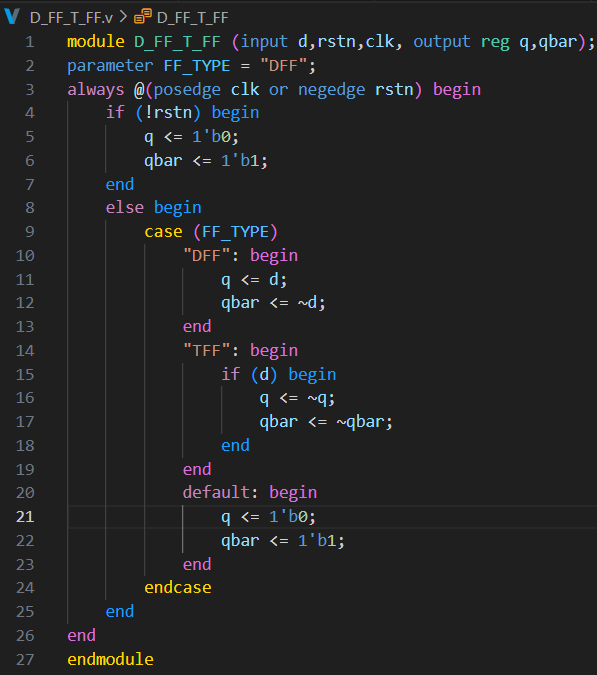 D_FF_T_FF.v > D_FF_T_FF
1 module D_FF_T_FF (input d,rstn,clk, output reg q,qbar);
2 parameter FF_TYPE = "DFF";
3 always @(posedge clk or negedge rstn) begin
4     if (!rstn) begin
5         q <= 1'b0;
6         qbar <= 1'b1;
7     end
8     else begin
9         case (FF_TYPE)
10             "DFF": begin
11                 q <= d;
12                 qbar <= ~d;
13             end
14             "TFF": begin
15                 if (d) begin
16                     q <= ~q;
17                     qbar <= ~qbar;
18                 end
19             end
20             default: begin
21                 q <= 1'b0;
22                 qbar <= 1'b1;
23             end
24         endcase
25     end
26 end
27 endmodule